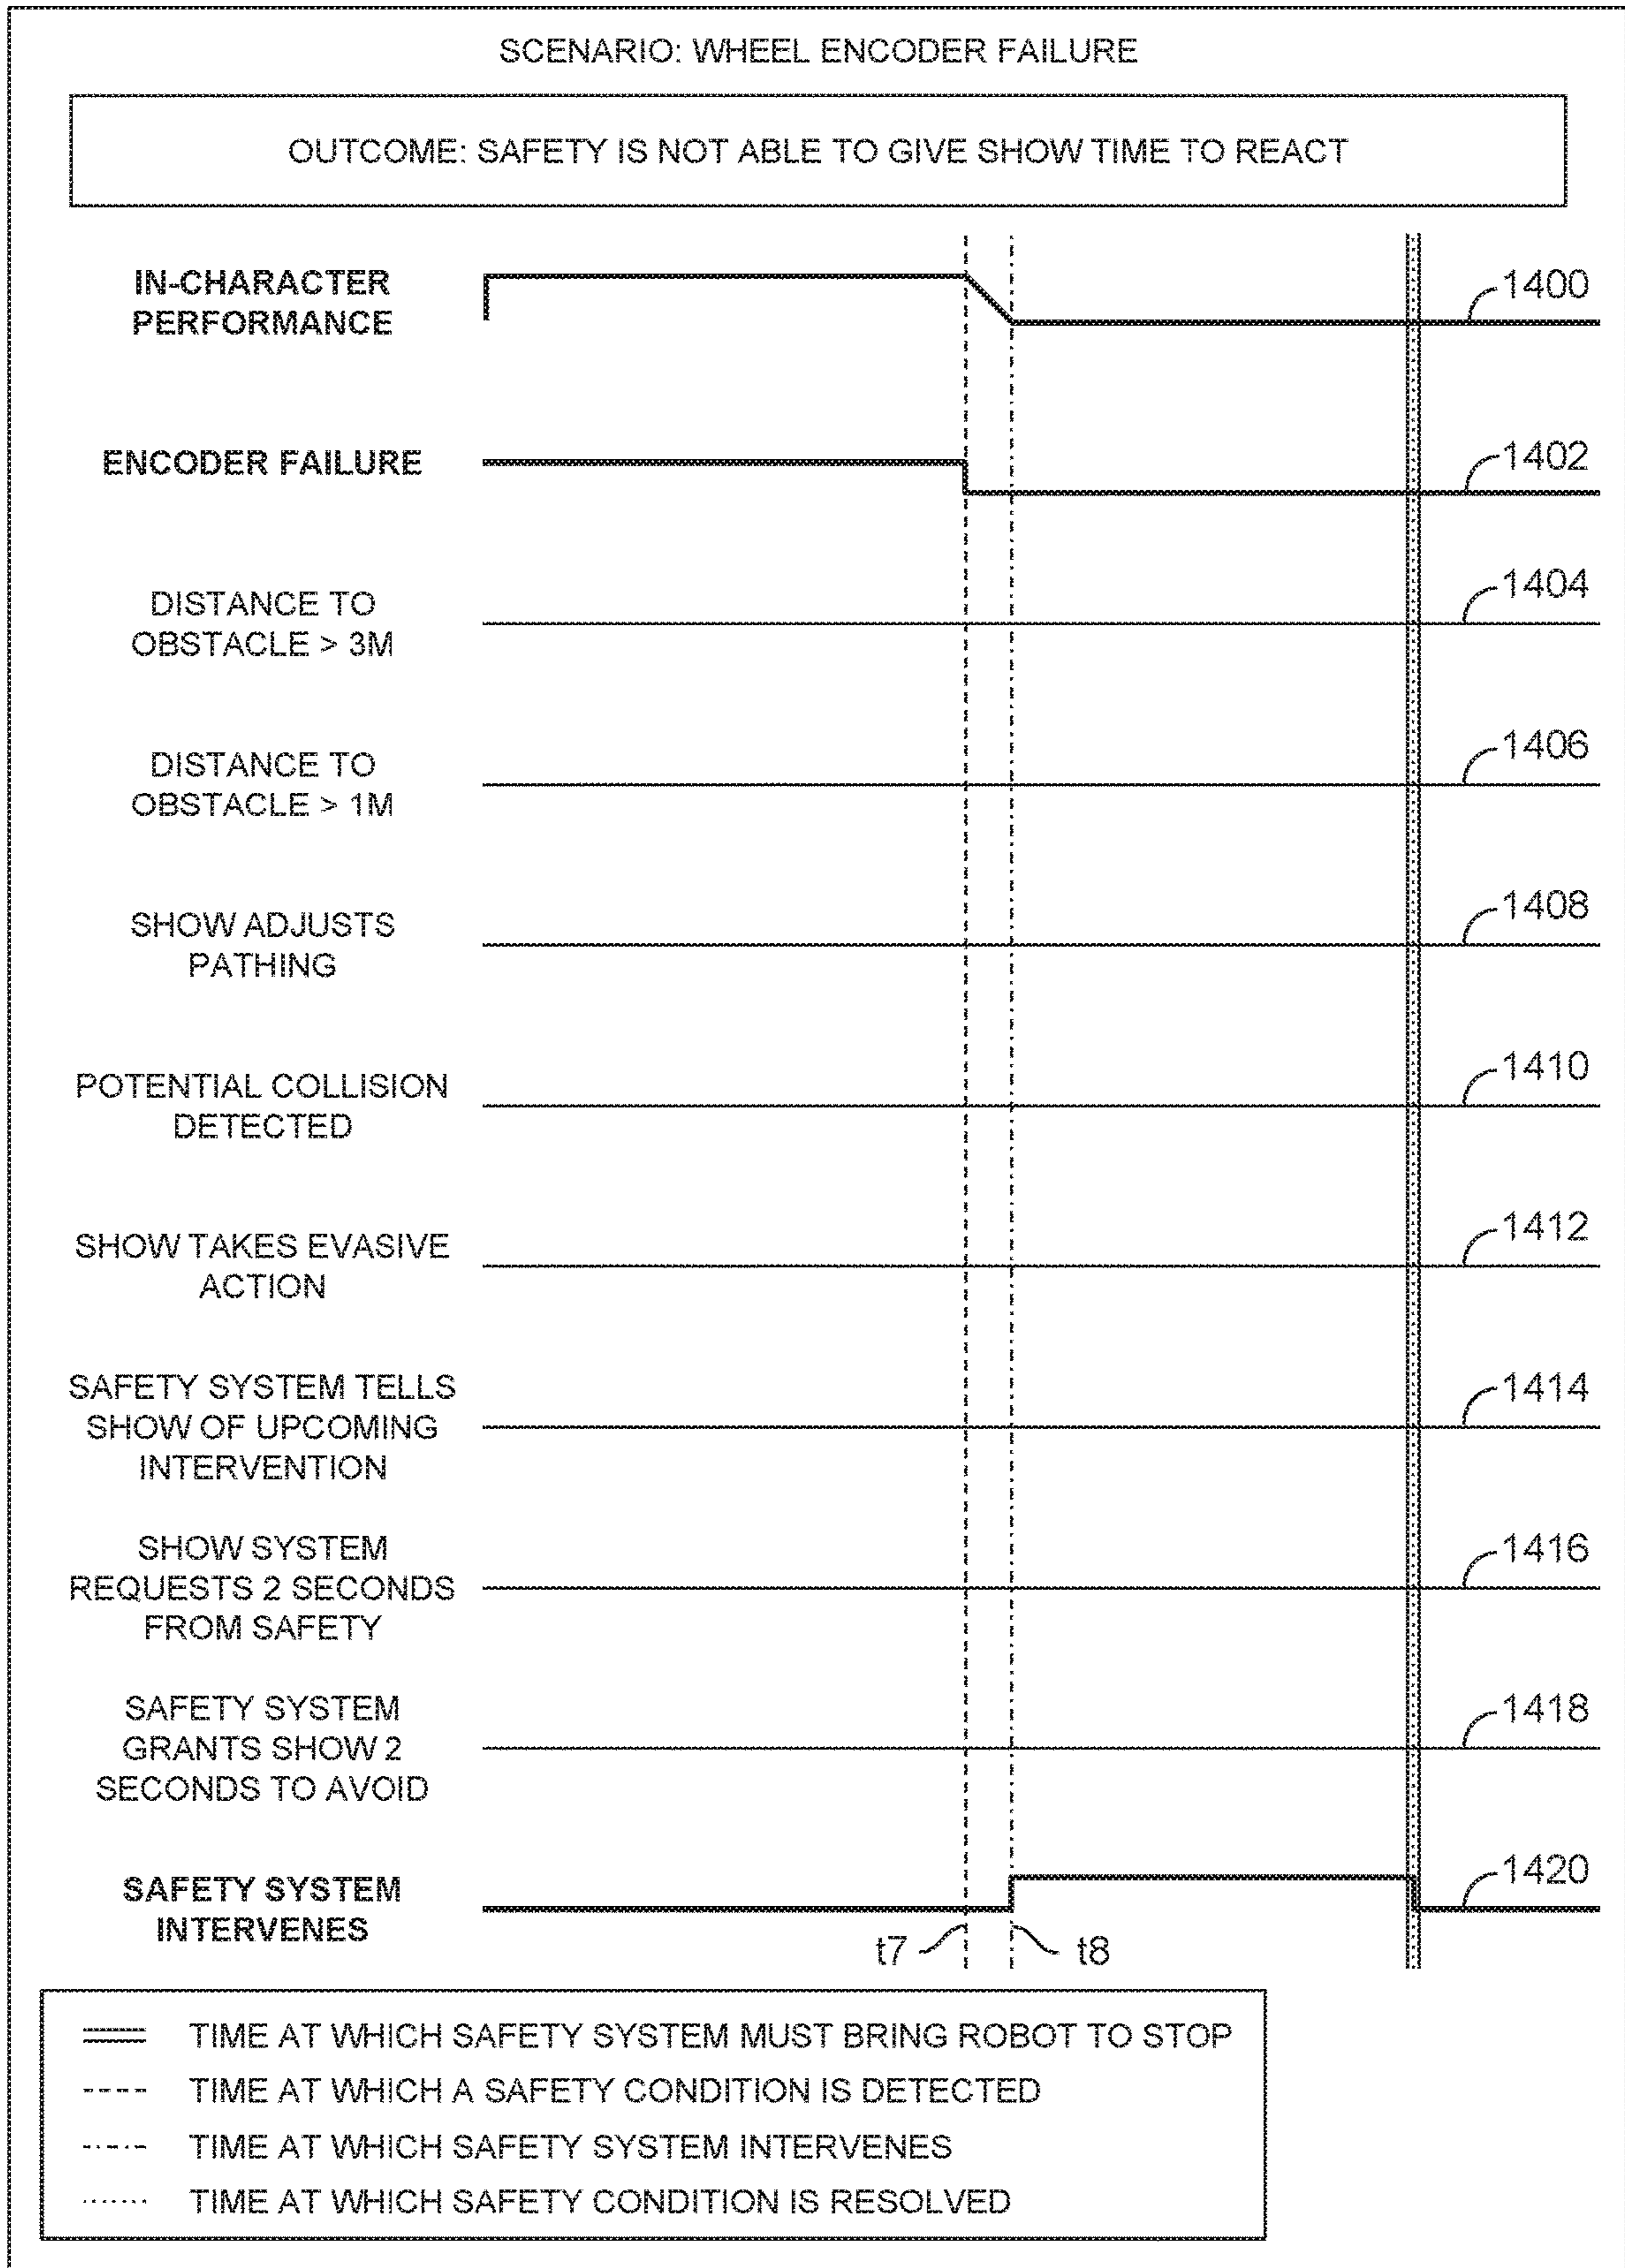 SCENARIO: WHEEL ENCODER FAILURE
OUTCOME: SAFETY IS NOT ABLE TO GIVE SHOW TIME TO REACT
IN-CHARACTER
PERFORMANCE
1400
ENCODER FAILURE
1402
DISTANCE TO
OBSTACLE > 3M
1404
DISTANCE TO
OBSTACLE > 1M
1406
SHOW ADJUSTS
PATHING
1408
POTENTIAL COLLISION
DETECTED
1410
SHOW TAKES EVASIVE
ACTION
1412
SAFETY SYSTEM TELLS
SHOW OF UPCOMING
INTERVENTION
1414
SHOW SYSTEM
REQUESTS 2 SECONDS
FROM SAFETY
1416
SAFETY SYSTEM
GRANTS SHOW 2
SECONDS TO AVOID
1418
SAFETY SYSTEM
INTERVENES
1420
t7
t8
TIME AT WHICH SAFETY SYSTEM MUST BRING ROBOT TO STOP
TIME AT WHICH A SAFETY CONDITION IS DETECTED
TIME AT WHICH SAFETY SYSTEM INTERVENES
TIME AT WHICH SAFETY CONDITION IS RESOLVED